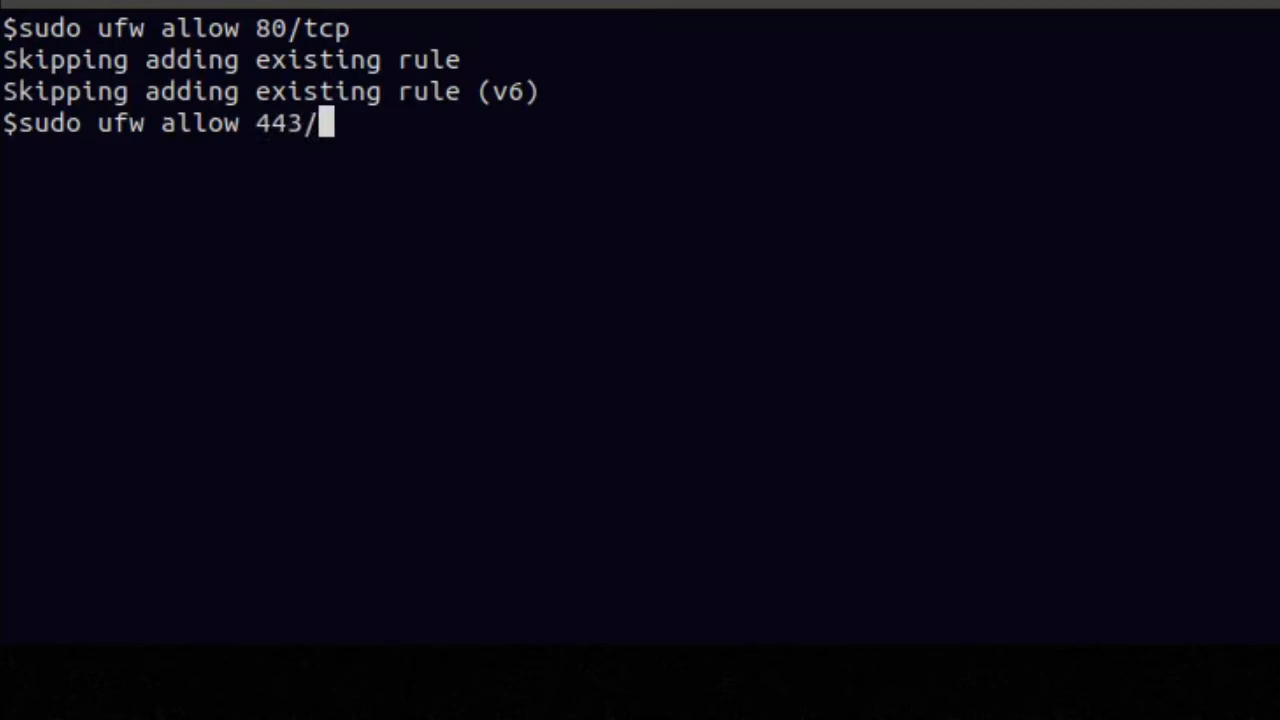 $sudo ufw allow 80/tcp
Skipping adding existing rule
Skipping adding existing rule (v6)
$sudo ufw allow 443/